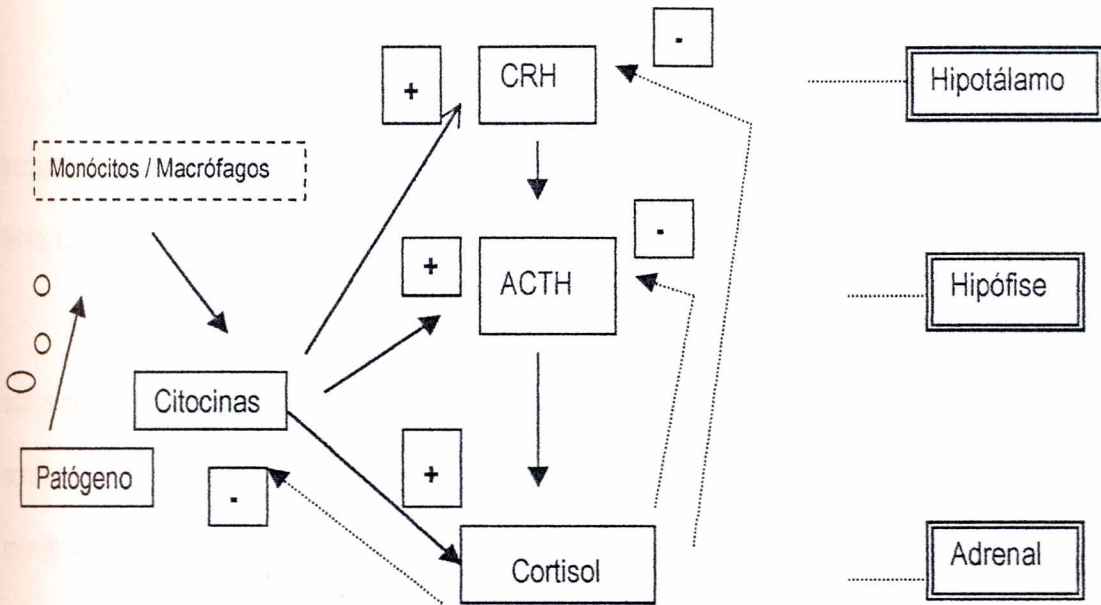 -
CRH
Hipotálamo
+
Monócitos / Macrófagos
-
+
ACTH
Hipófise
Citocinas
+
Patógeno
-
Cortisol
Adrenal